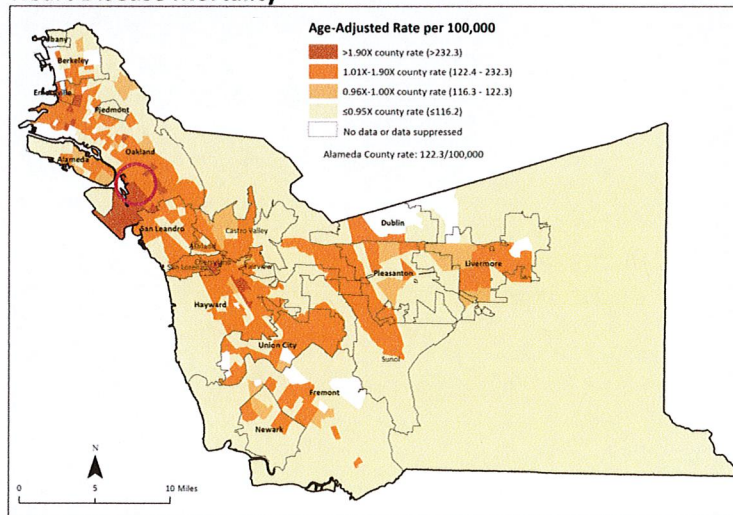 Age-Adjusted Rate per 100,000
>1.90X county rate (>232.3)
1.01X-1.90X county rate (122.4 - 232.3)
0.96X-1.00X county rate (116.3 - 122.3)
≤0.95X county rate (≤116.2)
No data or data suppressed
Alameda County rate: 122.3/100,000
Albany
Berkeley
Emeryville
Piedmont
Oakland
Alameda
San Leandro
Castro Valley
Ashland
Cherryland
San Lorenzo
Fairview
Hayward
Dublin
Pleasanton
Livermore
Union City
Sunol
Fremont
Newark
N
0 5 10 Miles